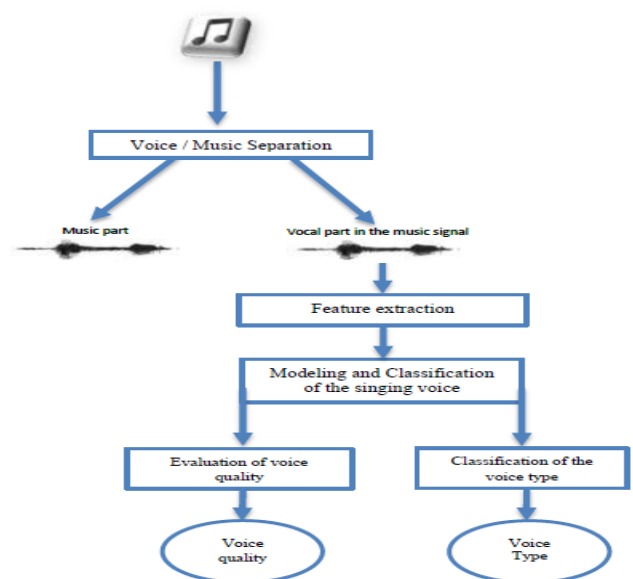 Voice / Music Separation
Music part
Vocal part in the music signal
Feature extraction
Modeling and Classification
of the singing voice
Evaluation of voice
quality
Classification of the
voice type
Voice
quality
Voice
Type